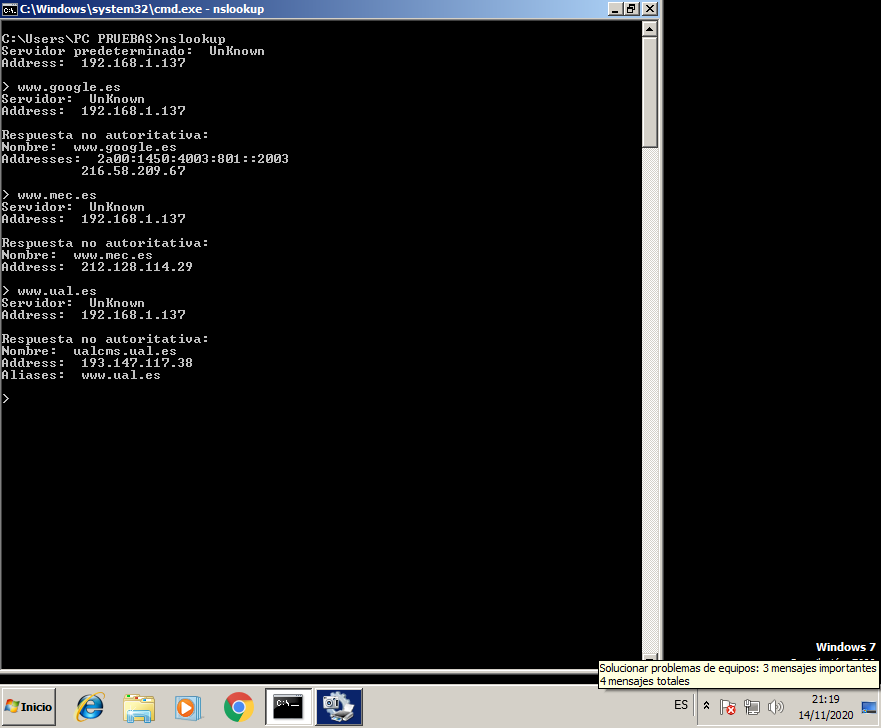 C:\Windows\system32\cmd.exe - nslookup
C:\Users\PC PRUEBAS>nslookup
Servidor predeterminado:  UnKnown
Address:  192.168.1.137
> www.google.es
Servidor:  UnKnown
Address:  192.168.1.137
Respuesta no autoritativa:
Nombre:  www.google.es
Addresses:  2a00:1450:4003:801::2003
216.58.209.67
> www.mec.es
Servidor:  UnKnown
Address:  192.168.1.137
Respuesta no autoritativa:
Nombre:  www.mec.es
Address:  212.128.114.29
> www.ual.es
Servidor:  UnKnown
Address:  192.168.1.137
Respuesta no autoritativa:
Nombre:  ualcms.ual.es
Address:  193.147.117.38
Aliases:  www.ual.es
>
Windows 7
Solucionar problemas de equipos: 3 mensajes importantes
4 mensajes totales
Inicio
C:\_
ES
21:19
14/11/2020